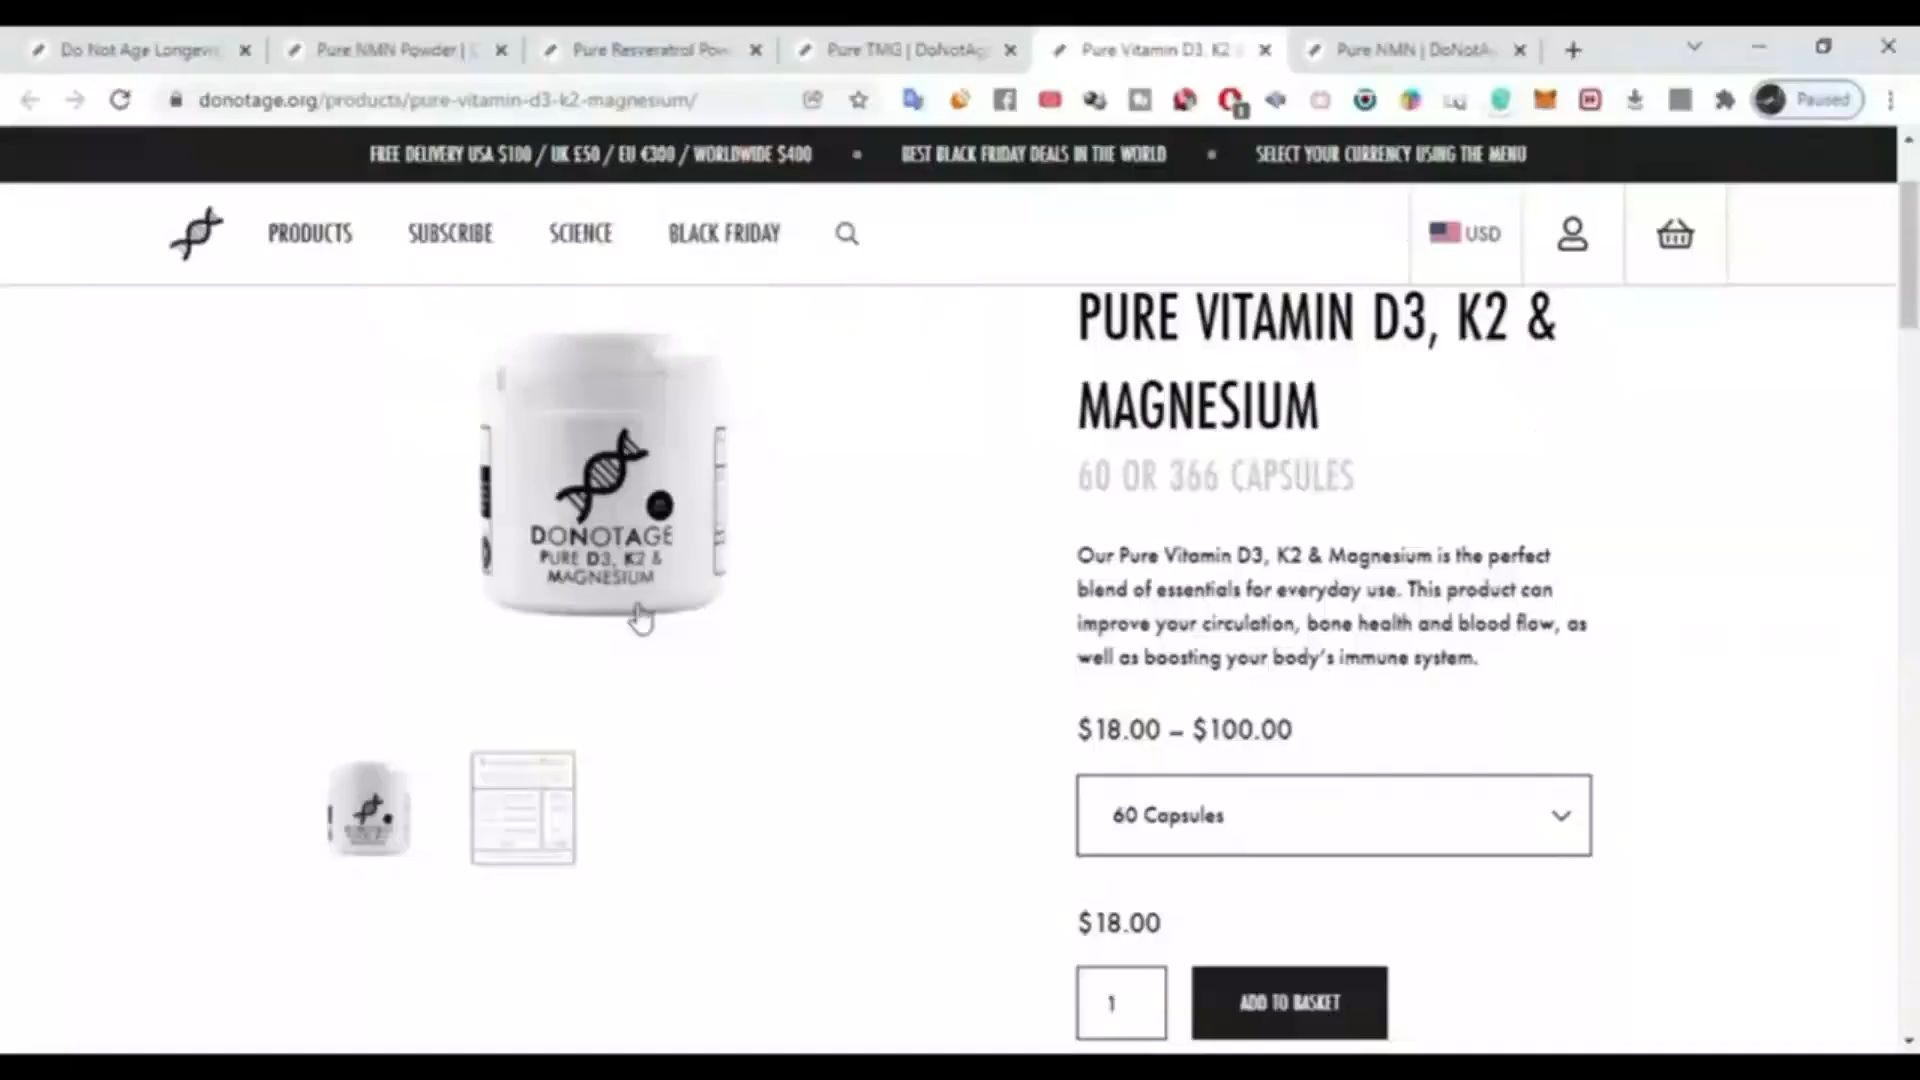 Do Not Age Longev
Pure NMN Powder |
Pure Resveratrol Pow
Pure TMG | DoNotAg
Pure Vitamin D3, K2
Pure NMN | DoNotA
donotage.org/products/pure-vitamin-d3-k2-magnesium/
Paused
FREE DELIVERY USA $100 / UK £50 / EU €300 / WORLDWIDE $400
BEST BLACK FRIDAY DEALS IN THE WORLD
SELECT YOUR CURRENCY USING THE MENU
PRODUCTS
SUBSCRIBE
SCIENCE
BLACK FRIDAY
USD
PURE VITAMIN D3, K2 &
MAGNESIUM
60 OR 366 CAPSULES
DONOTAGE
PURE D3, K2 &
MAGNESIUM
Our Pure Vitamin D3, K2 & Magnesium is the perfect
blend of essentials for everyday use. This product can
improve your circulation, bone health and blood flow, as
well as boosting your body's immune system.
$18.00 – $100.00
60 Capsules
$18.00
1
ADD TO BASKET